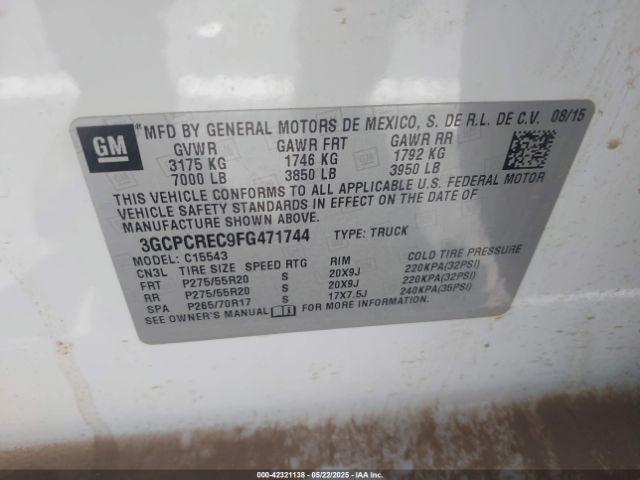 GM
® MFD BY GENERAL MOTORS DE MEXICO, S. DE R.L. DE C.V. 08/15
GVWR GAWR FRT GAWR RR
3175 KG 1746 KG 1792 KG
7000 LB 3850 LB 3950 LB
THIS VEHICLE CONFORMS TO ALL APPLICABLE U.S. FEDERAL MOTOR
VEHICLE SAFETY STANDARDS IN EFFECT ON THE DATE OF
MANUFACTURE SHOWN ABOVE.
3GCPCREC9FG471744 TYPE: TRUCK
MODEL: C15543
CN3L TIRE SIZE SPEED RTG RIM COLD TIRE PRESSURE
FRT P275/55R20 S 20X9J 220KPA(32PSI)
RR P275/55R20 S 20X9J 220KPA(32PSI)
SPA P265/70R17 S 17X7.5J 240KPA(35PSI)
SEE OWNER'S MANUAL i FOR MORE INFORMATION.
000-42321138 - 05/22/2025 - IAAI.COM